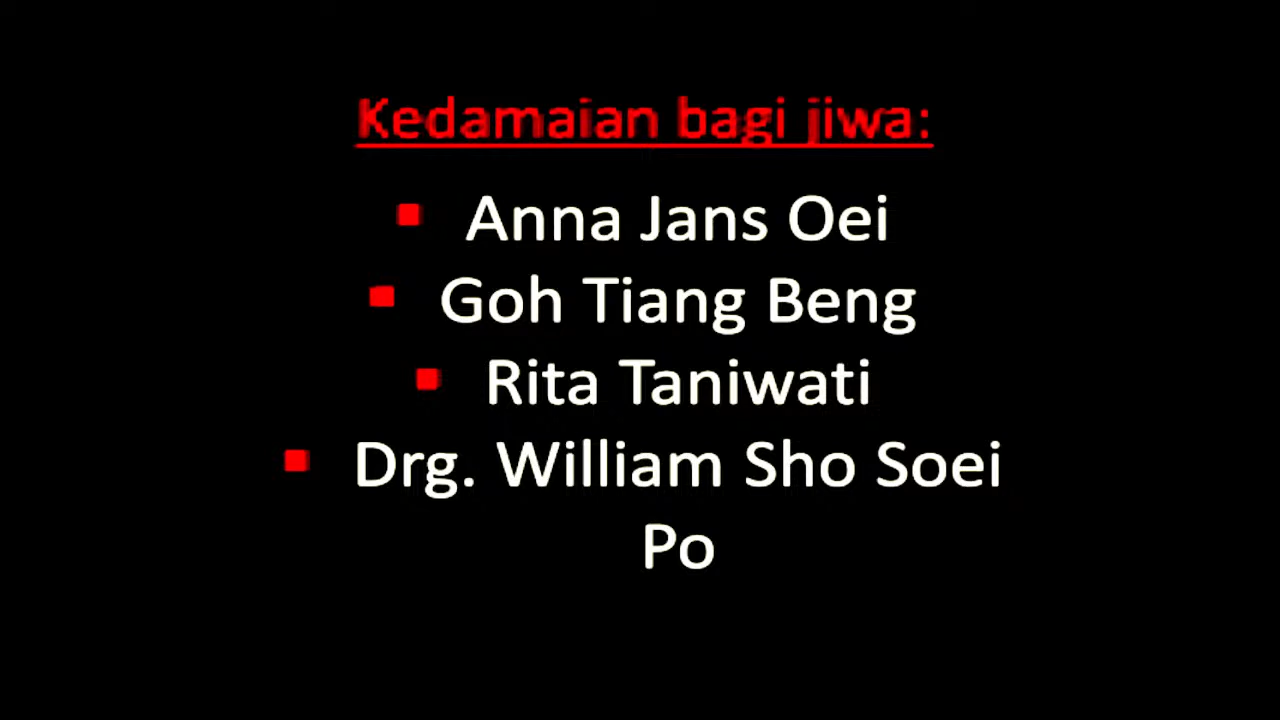 Kedamaian bagi jiwa:
▪ Anna Jans Oei
▪ Goh Tiang Beng
▪ Rita Taniwati
▪ Drg. William Sho Soei
Po